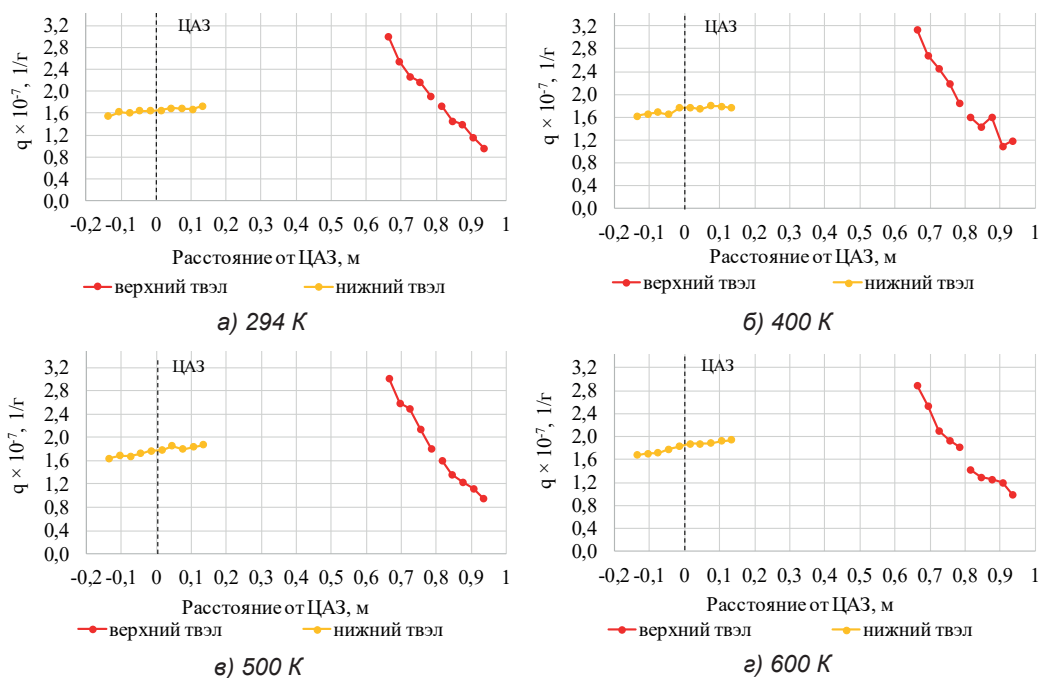 3,2
2,8
2,4
2,0
1,6
1,2
0,8
0,4
0,0
q × 10⁻⁷, 1/г
ЦАЗ
-0,2 -0,1 0 0,1 0,2 0,3 0,4 0,5 0,6 0,7 0,8 0,9 1
Расстояние от ЦАЗ, м
верхний твэл нижний твэл
а) 294 К
3,2
2,8
2,4
2,0
1,6
1,2
0,8
0,4
0,0
q × 10⁻⁷, 1/г
ЦАЗ
-0,2 -0,1 0 0,1 0,2 0,3 0,4 0,5 0,6 0,7 0,8 0,9 1
Расстояние от ЦАЗ, м
верхний твэл нижний твэл
б) 400 К
3,2
2,8
2,4
2,0
1,6
1,2
0,8
0,4
0,0
q × 10⁻⁷, 1/г
ЦАЗ
-0,2 -0,1 0 0,1 0,2 0,3 0,4 0,5 0,6 0,7 0,8 0,9 1
Расстояние от ЦАЗ, м
верхний твэл нижний твэл
в) 500 К
3,2
2,8
2,4
2,0
1,6
1,2
0,8
0,4
0,0
q × 10⁻⁷, 1/г
ЦАЗ
-0,2 -0,1 0 0,1 0,2 0,3 0,4 0,5 0,6 0,7 0,8 0,9 1
Расстояние от ЦАЗ, м
верхний твэл нижний твэл
г) 600 К